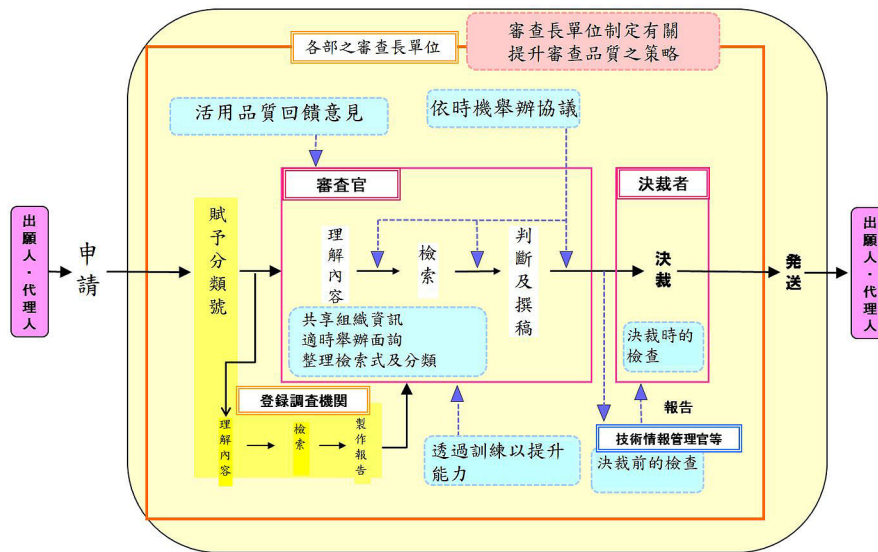 各部之審查長單位
審查長單位制定有關
提升審查品質之策略
活用品質回饋意見
依時機舉辦協議
審查官
決裁者
出願人・代理人
申請
賦予分類號
理解內容
檢索
判斷及撰稿
決裁
発送
出願人・代理人
共享組織資訊
適時舉辦面詢
整理檢索式及分類
決裁時的
檢查
登録調査機関
理解內容
檢索
製作報告
報告
技術情報管理官等
決裁前的檢查
透過訓練以提升
能力